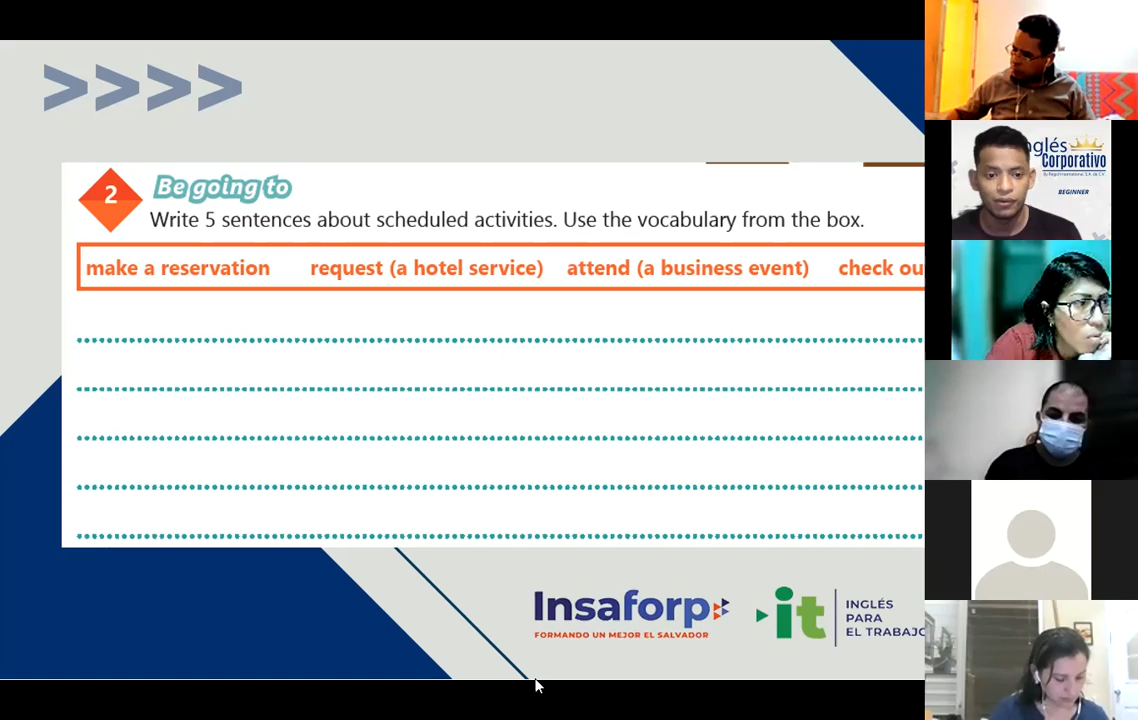 >>>>
2
Be going to
Write 5 sentences about scheduled activities. Use the vocabulary from the box.
make a reservation request (a hotel service) attend (a business event) check ou
Insaforp
FORMANDO UN MEJOR EL SALVADOR
it
INGLÉS
PARA
EL TRABAJO
nglés
Corporativo
BEGINNER